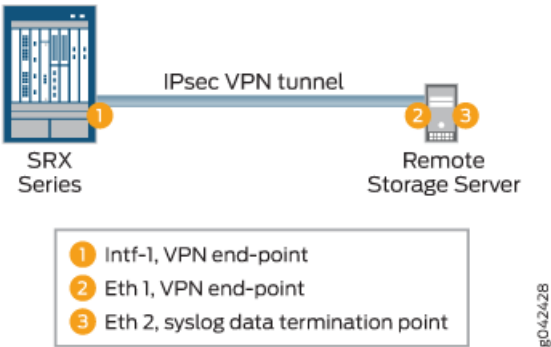 IPsec VPN tunnel
1
2
3
SRX
Series
Remote
Storage Server
1 Intf-1, VPN end-point
2 Eth 1, VPN end-point
3 Eth 2, syslog data termination point
g042428